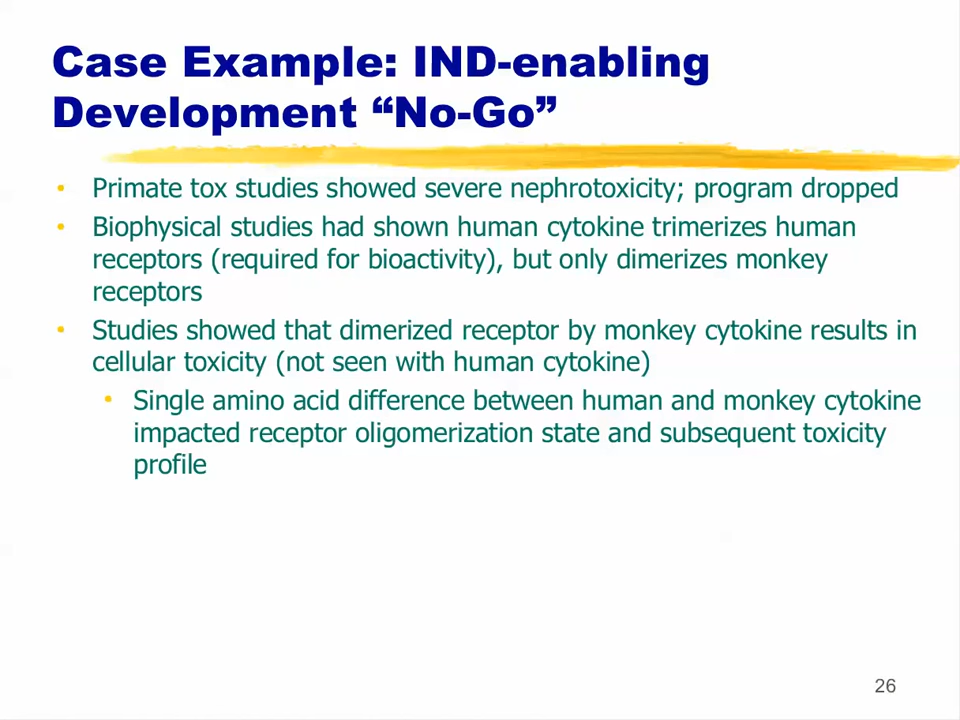 Case Example: IND-enabling
Development “No-Go”
• Primate tox studies showed severe nephrotoxicity; program dropped
• Biophysical studies had shown human cytokine trimerizes human
receptors (required for bioactivity), but only dimerizes monkey
receptors
• Studies showed that dimerized receptor by monkey cytokine results in
cellular toxicity (not seen with human cytokine)
• Single amino acid difference between human and monkey cytokine
impacted receptor oligomerization state and subsequent toxicity
profile
26